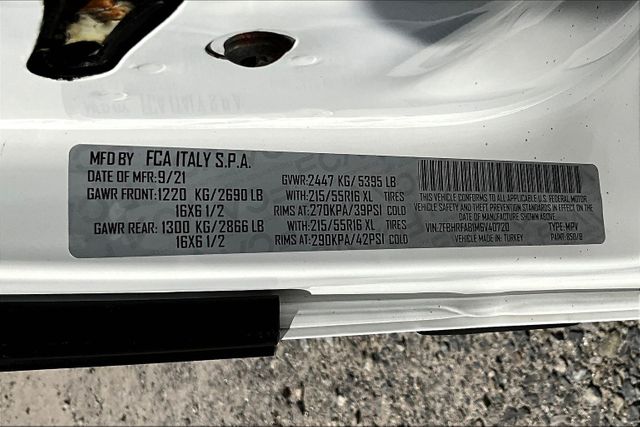 MFD BY FCA ITALY S.P.A.
DATE OF MFR: 9/21 GVWR: 2447 KG/ 5395 LB
GAWR FRONT: 1220 KG/ 2690 LB WITH: 215/55R16 XL TIRES
16X6 1/2 RIMS AT: 270KPA/39PSI COLD
GAWR REAR: 1300 KG/ 2866 LB WITH: 215/55R16 XL TIRES
16X6 1/2 RIMS AT: 290KPA/42PSI COLD
THIS VEHICLE CONFORMS TO ALL APPLICABLE U.S. FEDERAL MOTOR
VEHICLE SAFETY AND THEFT PREVENTION STANDARDS IN EFFECT ON THE
DATE OF MANUFACTURE SHOWN ABOVE.
VIN: ZFBHRFAB1M6V40720 TYPE: MPV
VEHICLE MADE IN: TURKEY PAINT: 850/B